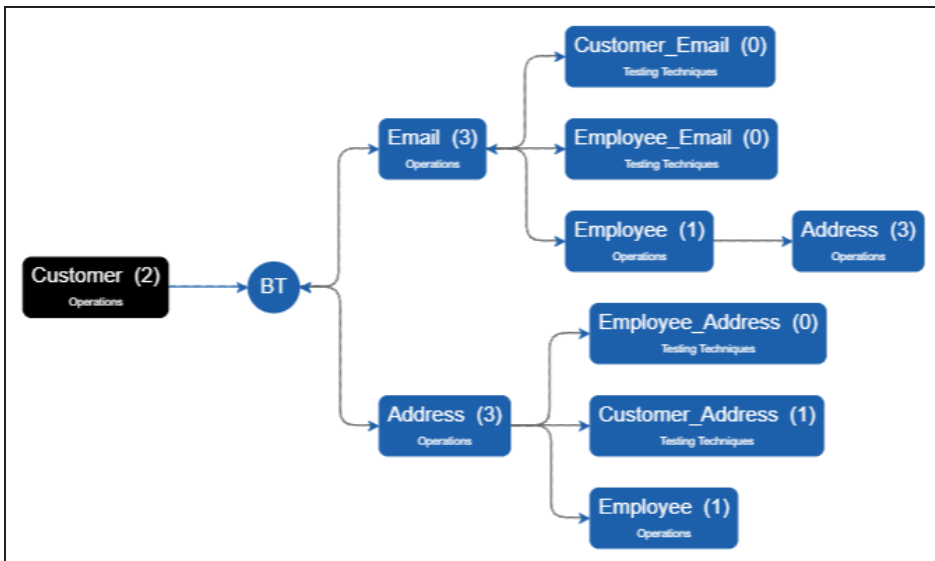 Customer_Email (0)
Testing Techniques
Email (3)
Operations
Employee_Email (0)
Testing Techniques
Employee (1)
Operations
Address (3)
Operations
Customer (2)
Operations
BT
Employee_Address (0)
Testing Techniques
Address (3)
Operations
Customer_Address (1)
Testing Techniques
Employee (1)
Operations